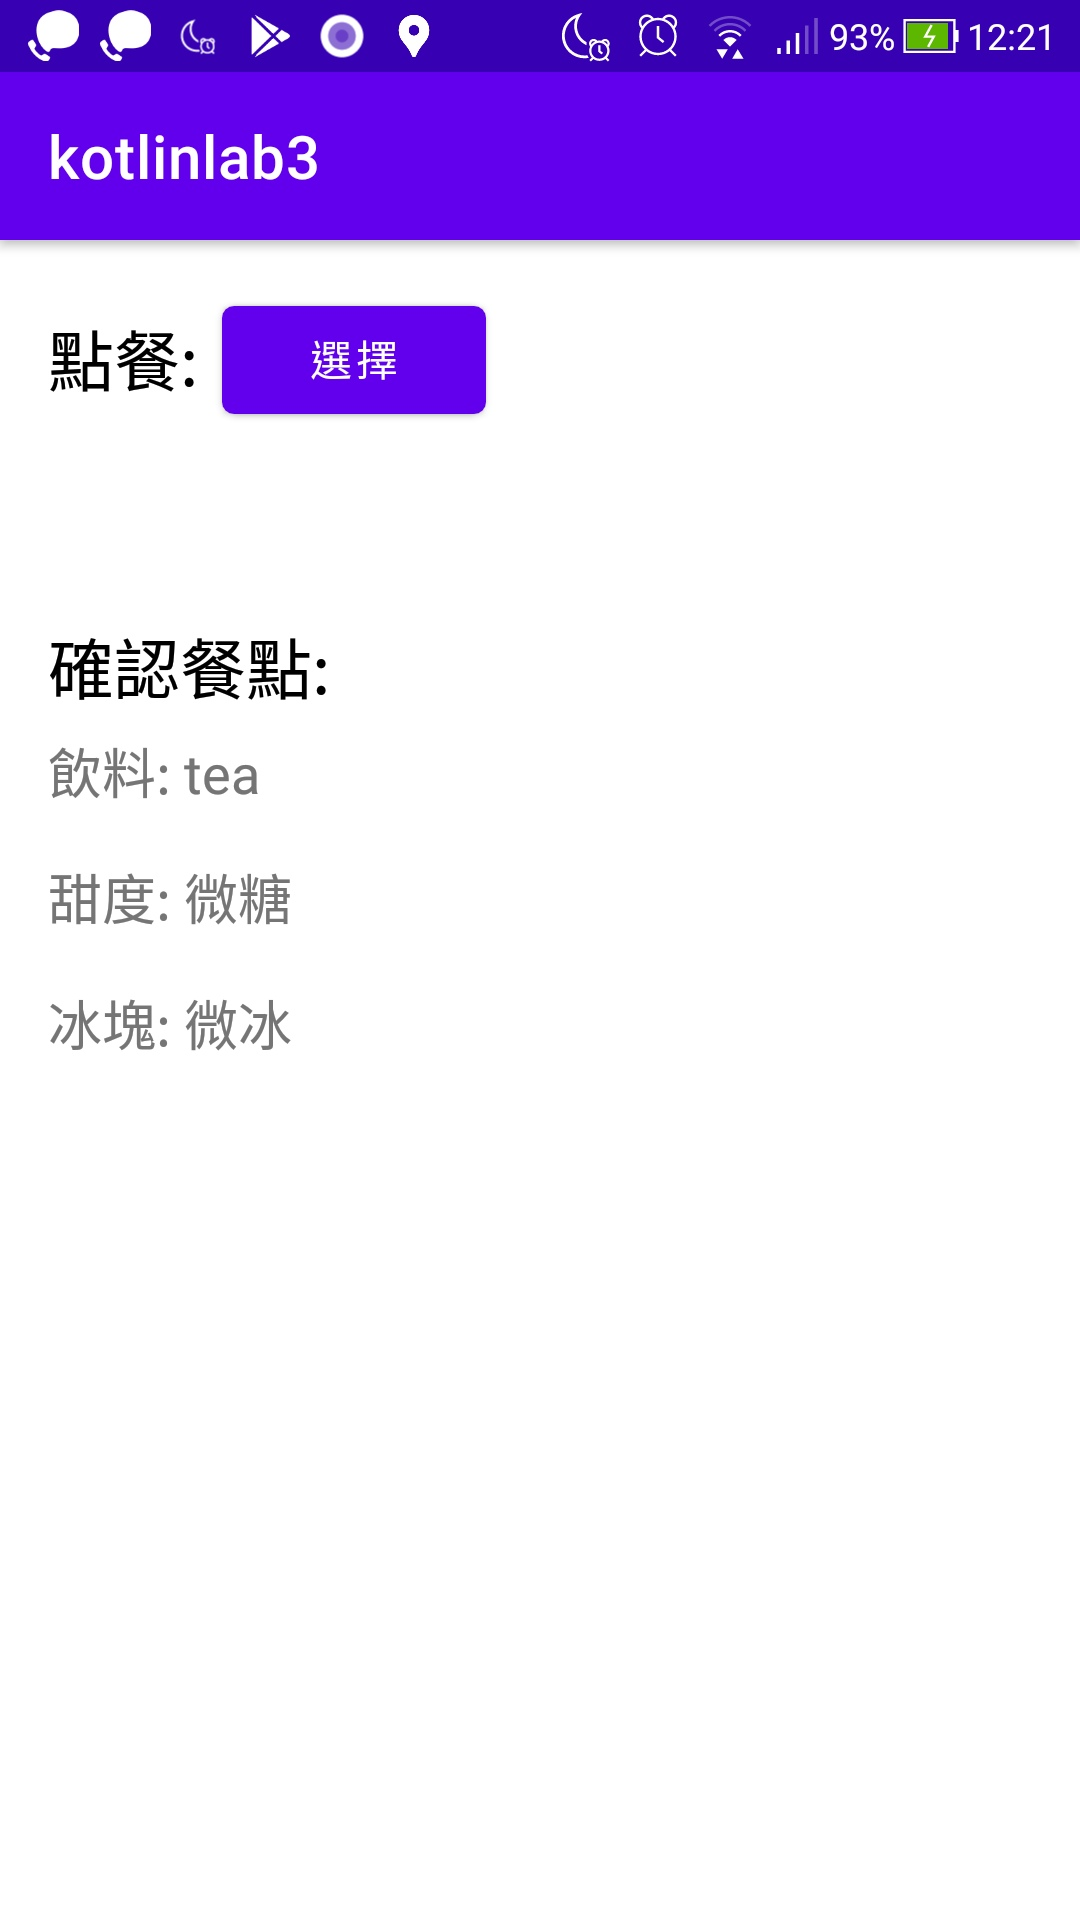 93% 12:21
kotlinlab3
點餐: 選擇
確認餐點:
飲料: tea
甜度: 微糖
冰塊: 微冰